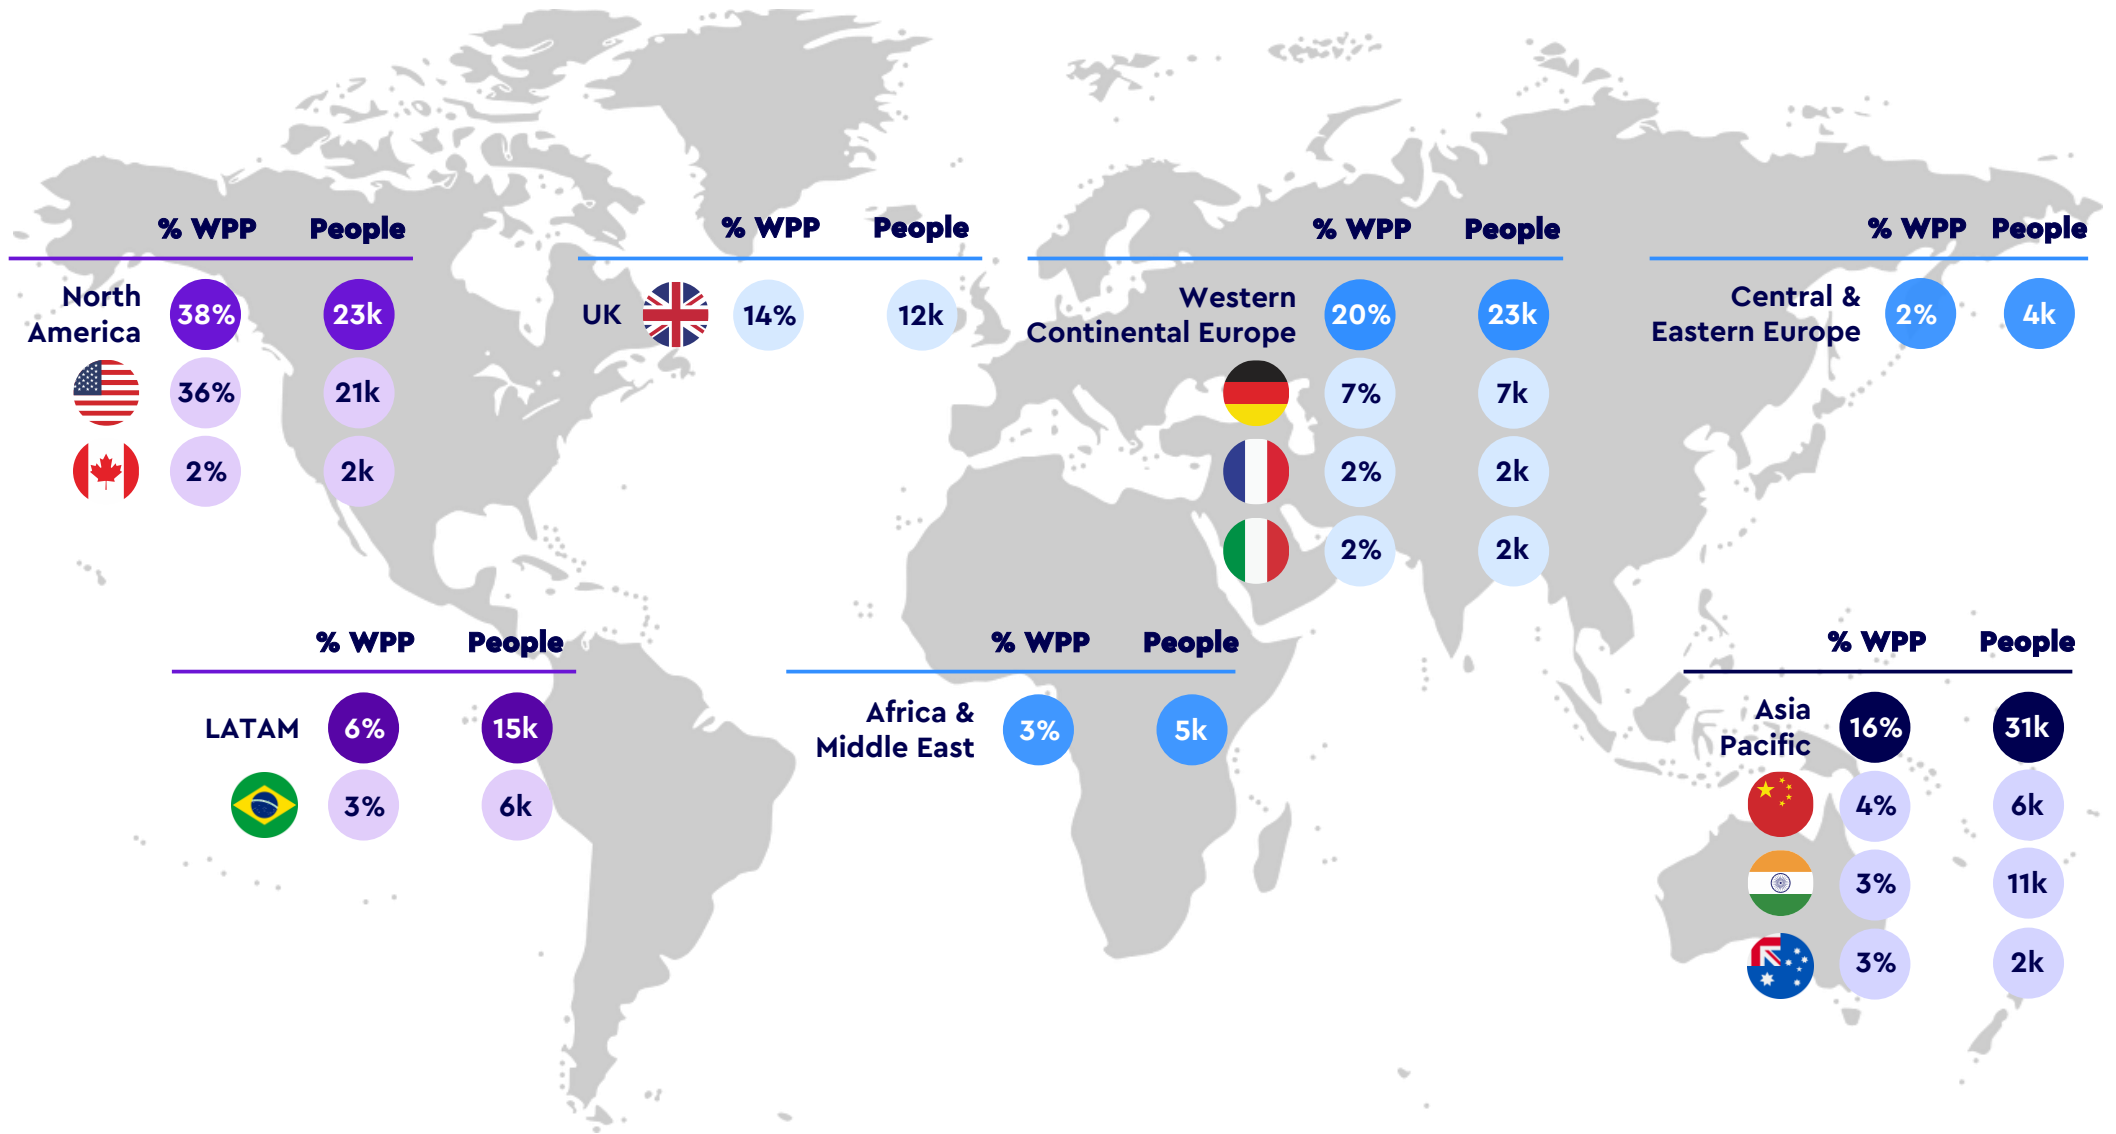 % WPP People
North
America
38% 23k
36% 21k
2% 2k
% WPP People
UK 14% 12k
% WPP People
Western
Continental Europe
20% 23k
7% 7k
2% 2k
2% 2k
% WPP People
Central &
Eastern Europe
2% 4k
% WPP People
LATAM 6% 15k
3% 6k
% WPP People
Africa &
Middle East
3% 5k
% WPP People
Asia
Pacific
16% 31k
4% 6k
3% 11k
3% 2k